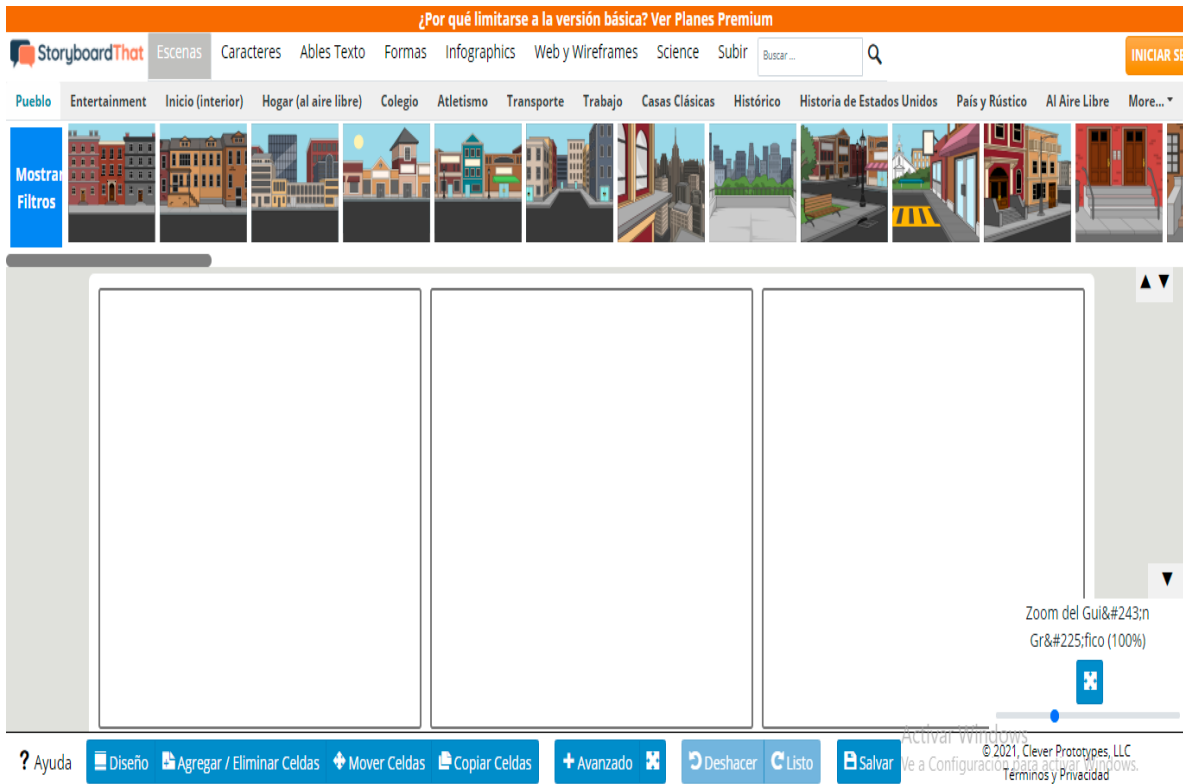 ¿Por qué limitarse a la versión básica? Ver Planes Premium
StoryboardThat Escenas Caracteres Ables Texto Formas Infographics Web y Wireframes Science Subir Buscar ... INICIAR SE
Pueblo Entertainment Inicio (interior) Hogar (al aire libre) Colegio Atletismo Transporte Trabajo Casas Clásicas Histórico Historia de Estados Unidos País y Rústico Al Aire Libre More...
Mostrar
Filtros
Zoom del Gui&#243;n
Gr&#225;fico (100%)
Activar Windows
Ve a Configuración para activar Windows.
? Ayuda Diseño Agregar / Eliminar Celdas Mover Celdas Copiar Celdas + Avanzado Deshacer Listo Salvar
© 2021, Clever Prototypes, LLC
Términos y Privacidad